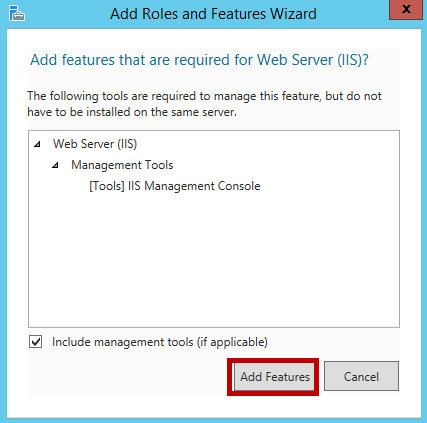 Add Roles and Features Wizard
x
Add features that are required for Web Server (IIS)?
The following tools are required to manage this feature, but do not
have to be installed on the same server.
Web Server (IIS)
Management Tools
[Tools] IIS Management Console
Include management tools (if applicable)
Add Features
Cancel